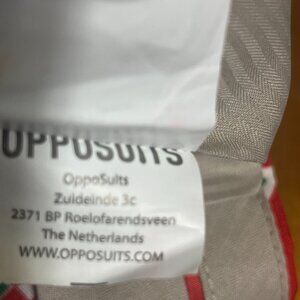 OPPOSUITS
OppoSuits
Zuideinde 3c
2371 BP Roelofarendsveen
The Netherlands
WWW.OPPOSUITS.COM